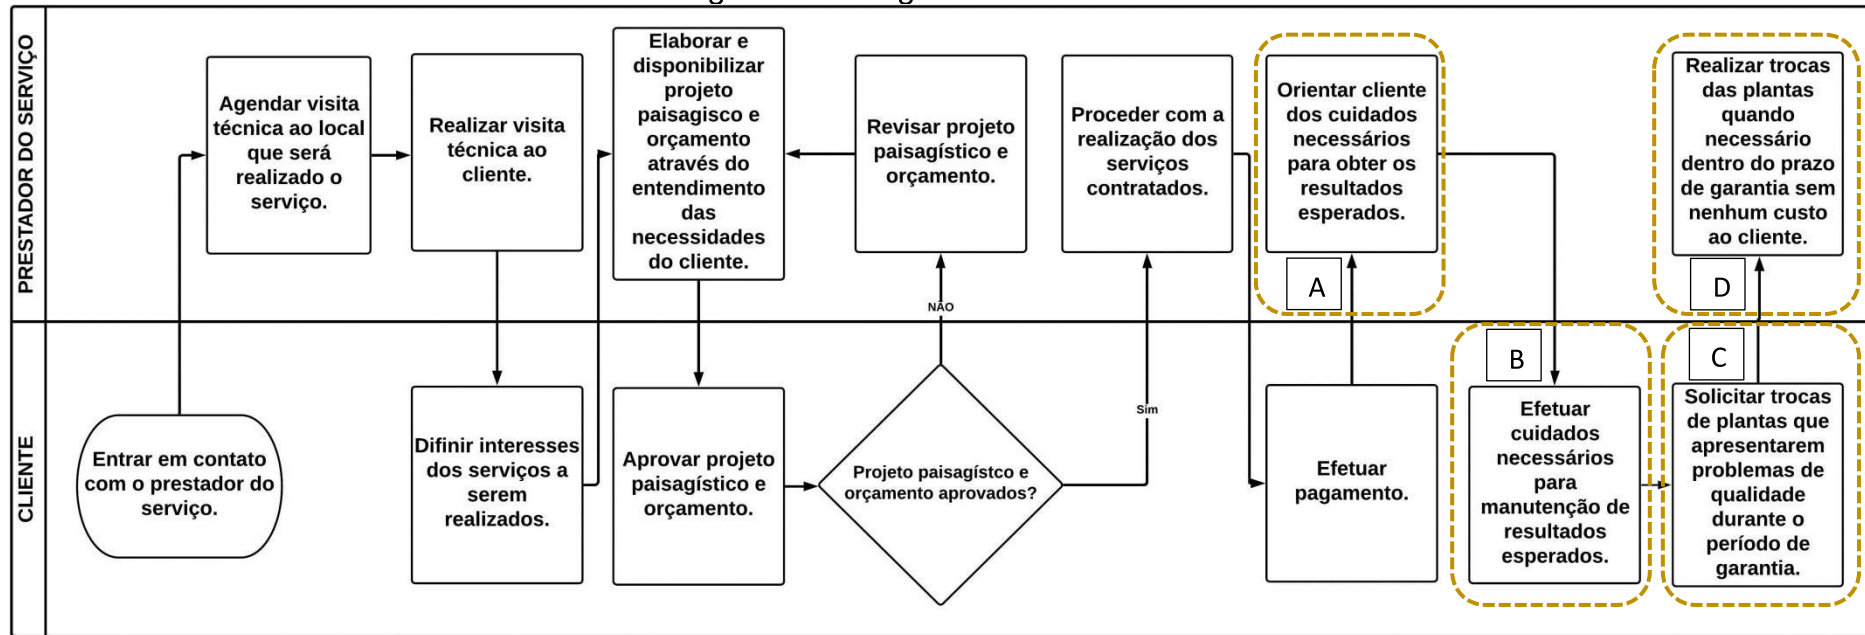 PRESTADOR DO SERVIÇO
Agendar visita
técnica ao local
que será
realizado o
serviço.
Realizar visita
técnica ao
cliente.
Elaborar e
disponibilizar
projeto
paisagisco e
orçamento
através do
entendimento
das
necessidades
do cliente.
Revisar projeto
paisagístico e
orçamento.
Proceder com a
realização dos
serviços
contratados.
Orientar cliente
dos cuidados
necessários
para obter os
resultados
esperados.
A
Realizar trocas
das plantas
quando
necessário
dentro do prazo
de garantia sem
nenhum custo
ao cliente.
D
NÃO
CLIENTE
Entrar em contato
com o prestador do
serviço.
Difinir interesses
dos serviços a
serem
realizados.
Aprovar projeto
paisagístico e
orçamento.
Projeto paisagístco e
orçamento aprovados?
Sim
Efetuar
pagamento.
B
Efetuar
cuidados
necessários
para
manutenção de
resultados
esperados.
C
Solicitar trocas
de plantas que
apresentarem
problemas de
qualidade
durante o
período de
garantia.